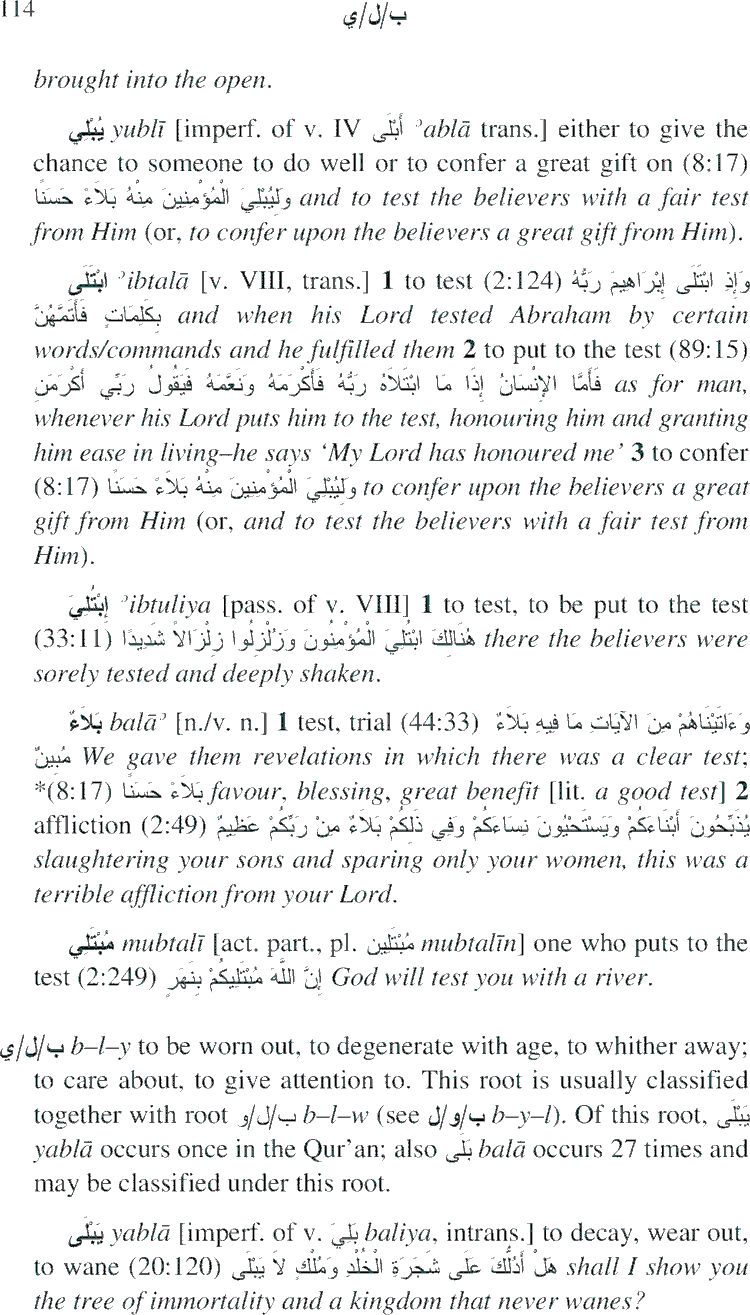 114
ب/ل/ي
brought into the open.
يُبْلِي yublī [imperf. of v. IV أَبْلَى ʾablā trans.] either to give the
chance to someone to do well or to confer a great gift on (8:17)
وَلِيُبْلِيَ الْمُؤْمِنِينَ مِنْهُ بَلَاءً حَسَنًا and to test the believers with a fair test
from Him (or, to confer upon the believers a great gift from Him).
ابْتَلَى ʾibtalā [v. VIII, trans.] 1 to test (2:124) وَإِذِ ابْتَلَى إِبْرَاهِيمَ رَبُّهُ
بِكَلِمَاتٍ فَأَتَمَّهُنَّ and when his Lord tested Abraham by certain
words/commands and he fulfilled them 2 to put to the test (89:15)
فَأَمَّا الإِنْسَانُ إِذَا مَا ابْتَلَاهُ رَبُّهُ فَأَكْرَمَهُ وَنَعَّمَهُ فَيَقُولُ رَبِّي أَكْرَمَنِ as for man,
whenever his Lord puts him to the test, honouring him and granting
him ease in living–he says ‘My Lord has honoured me’ 3 to confer
(8:17) وَلِيُبْلِيَ الْمُؤْمِنِينَ مِنْهُ بَلَاءً حَسَنًا to confer upon the believers a great
gift from Him (or, and to test the believers with a fair test from
Him).
إِبْتُلِيَ ʾibtuliya [pass. of v. VIII] 1 to test, to be put to the test
(33:11) هُنَالِكَ ابْتُلِيَ الْمُؤْمِنُونَ وَزُلْزِلُوا زِلْزَالاً شَدِيدًا there the believers were
sorely tested and deeply shaken.
بَلَاءٌ balāʾ [n./v. n.] 1 test, trial (44:33) وَءَاتَيْنَاهُمْ مِنَ الآيَاتِ مَا فِيهِ بَلَاءٌ
مُبِينٌ We gave them revelations in which there was a clear test;
*(8:17) بَلَاءً حَسَنًا favour, blessing, great benefit [lit. a good test] 2
affliction (2:49) يُذَبِّحُونَ أَبْنَاءَكُمْ وَيَسْتَحْيُونَ نِسَاءَكُمْ وَفِي ذَلِكُمْ بَلَاءٌ مِنْ رَبِّكُمْ عَظِيمٌ
slaughtering your sons and sparing only your women, this was a
terrible affliction from your Lord.
مُبْتَلِي mubtalī [act. part., pl. مُبْتَلِين mubtalīn] one who puts to the
test (2:249) إِنَّ اللَّهَ مُبْتَلِيكُمْ بِنَهَرٍ God will test you with a river.
ب/ل/ي b–l–y to be worn out, to degenerate with age, to whither away;
to care about, to give attention to. This root is usually classified
together with root ب/ل/و b–l–w (see ب/و/ل b–y–l). Of this root, يَبْلَى
yablā occurs once in the Qur’an; also بَلَى balā occurs 27 times and
may be classified under this root.
يَبْلَى yablā [imperf. of v. بَلِيَ baliya, intrans.] to decay, wear out,
to wane (20:120) هَلْ أَدُلُّكَ عَلَى شَجَرَةِ الْخُلْدِ وَمُلْكٍ لَا يَبْلَى shall I show you
the tree of immortality and a kingdom that never wanes?